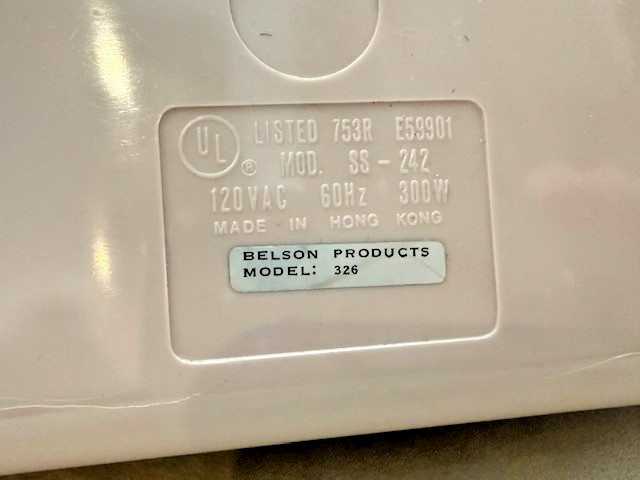 UL ® LISTED 753R E59901
MOD. SS - 242
120VAC 60Hz 300W
MADE IN HONG KONG
BELSON PRODUCTS
MODEL: 326